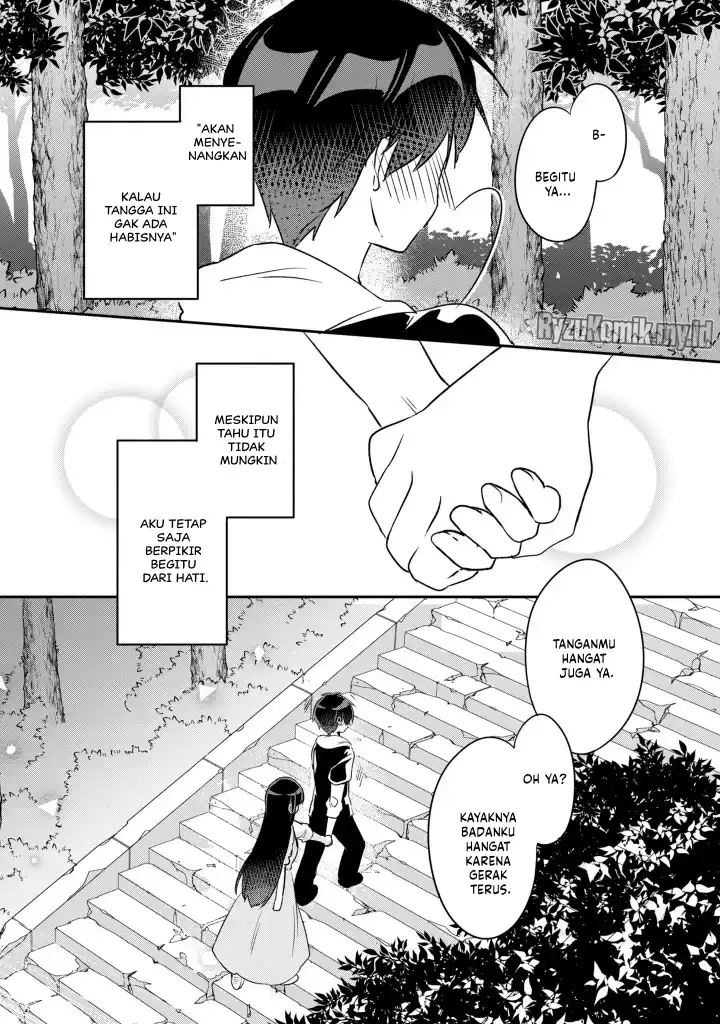 B-
BEGITU
YA...
"AKAN
MENYE-
NANGKAN
KALAU
TANGGA INI
GAK ADA
HABISNYA"
RyzuKomik.my.id
MESKIPUN
TAHU ITU
TIDAK
MUNGKIN
AKU TETAP
SAJA
BERPIKIR
BEGITU
DARI HATI.
TANGANMU
HANGAT
JUGA YA.
OH YA?
KAYAKNYA
BADANKU
HANGAT
KARENA
GERAK
TERUS.